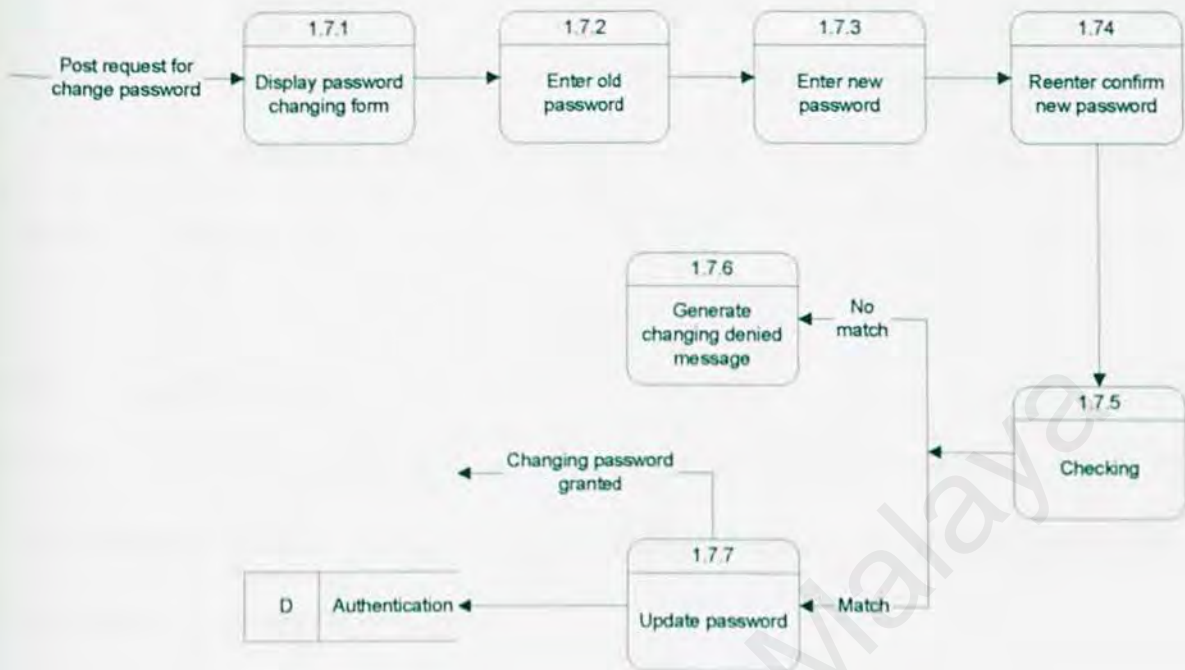 Post request for
change password
1.7.1
Display password
changing form
1.7.2
Enter old
password
1.7.3
Enter new
password
1.74
Reenter confirm
new password
1.7.6
Generate
changing denied
message
No
match
1.7.5
Checking
Changing password
granted
1.7.7
Update password
Match
D
Authentication
Malaya